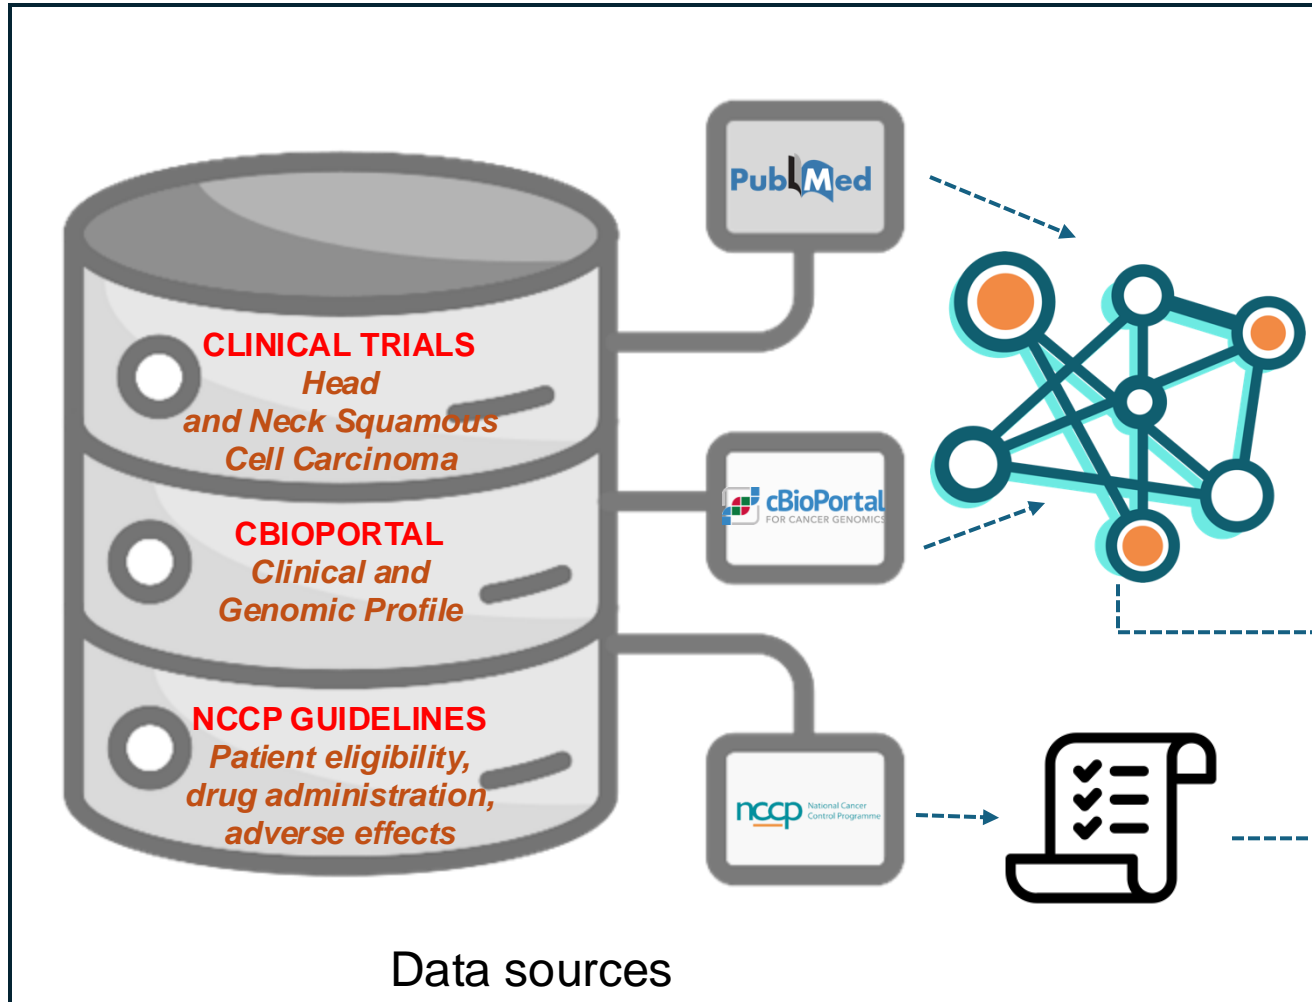 PubMed
CLINICAL TRIALS
Head
and Neck Squamous
Cell Carcinoma
cBioPortal
FOR CANCER GENOMICS
CBIOPORTAL
Clinical and
Genomic Profile
NCCP GUIDELINES
Patient eligibility,
drug administration,
adverse effects
nccp
National Cancer
Control Programme
Data sources